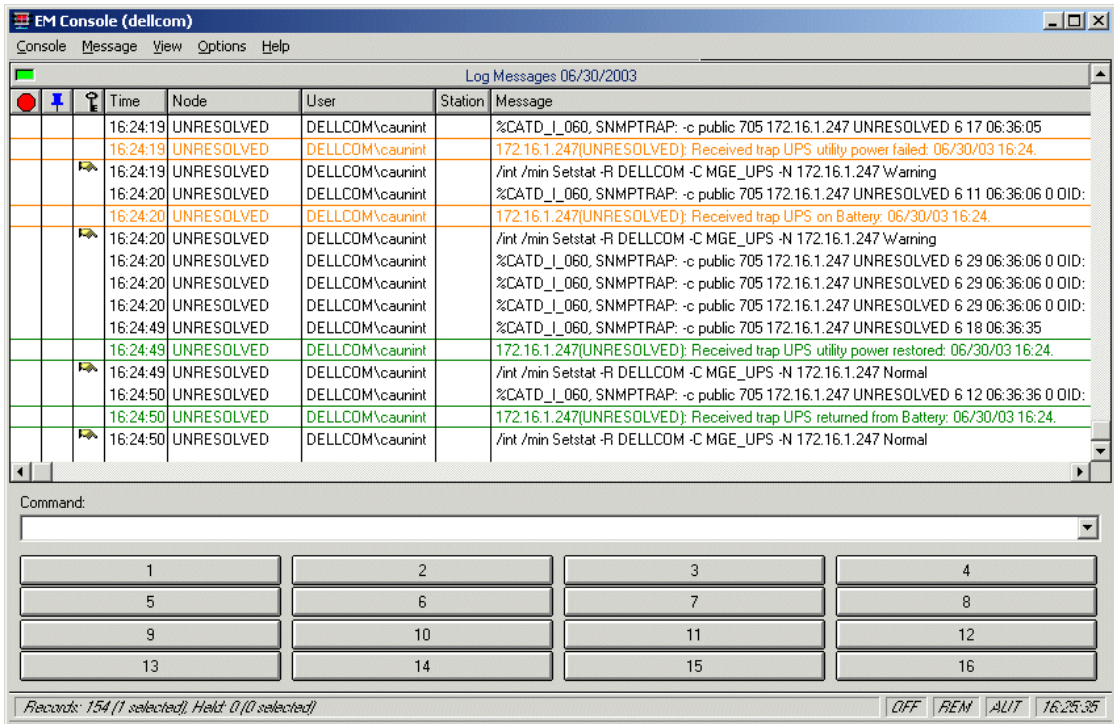 EM Console (dellcom)
Console Message View Options Help
Log Messages 06/30/2003
Time Node User Station Message
16:24:19 UNRESOLVED DELLCOM\caunint %CATD_I_060, SNMPTRAP: -c public 705 172.16.1.247 UNRESOLVED 6 17 06:36:05
16:24:19 UNRESOLVED DELLCOM\caunint 172.16.1.247(UNRESOLVED): Received trap UPS utility power failed: 06/30/03 16:24.
16:24:19 UNRESOLVED DELLCOM\caunint /int /min Setstat -R DELLCOM -C MGE_UPS -N 172.16.1.247 Warning
16:24:20 UNRESOLVED DELLCOM\caunint %CATD_I_060, SNMPTRAP: -c public 705 172.16.1.247 UNRESOLVED 6 11 06:36:06 0 OID:
16:24:20 UNRESOLVED DELLCOM\caunint 172.16.1.247(UNRESOLVED): Received trap UPS on Battery: 06/30/03 16:24.
16:24:20 UNRESOLVED DELLCOM\caunint /int /min Setstat -R DELLCOM -C MGE_UPS -N 172.16.1.247 Warning
16:24:20 UNRESOLVED DELLCOM\caunint %CATD_I_060, SNMPTRAP: -c public 705 172.16.1.247 UNRESOLVED 6 29 06:36:06 0 OID:
16:24:20 UNRESOLVED DELLCOM\caunint %CATD_I_060, SNMPTRAP: -c public 705 172.16.1.247 UNRESOLVED 6 29 06:36:06 0 OID:
16:24:20 UNRESOLVED DELLCOM\caunint %CATD_I_060, SNMPTRAP: -c public 705 172.16.1.247 UNRESOLVED 6 29 06:36:06 0 OID:
16:24:49 UNRESOLVED DELLCOM\caunint %CATD_I_060, SNMPTRAP: -c public 705 172.16.1.247 UNRESOLVED 6 18 06:36:35
16:24:49 UNRESOLVED DELLCOM\caunint 172.16.1.247(UNRESOLVED): Received trap UPS utility power restored: 06/30/03 16:24.
16:24:49 UNRESOLVED DELLCOM\caunint /int /min Setstat -R DELLCOM -C MGE_UPS -N 172.16.1.247 Normal
16:24:50 UNRESOLVED DELLCOM\caunint %CATD_I_060, SNMPTRAP: -c public 705 172.16.1.247 UNRESOLVED 6 12 06:36:36 0 OID:
16:24:50 UNRESOLVED DELLCOM\caunint 172.16.1.247(UNRESOLVED): Received trap UPS returned from Battery: 06/30/03 16:24.
16:24:50 UNRESOLVED DELLCOM\caunint /int /min Setstat -R DELLCOM -C MGE_UPS -N 172.16.1.247 Normal
Command:
1 2 3 4
5 6 7 8
9 10 11 12
13 14 15 16
Records: 154 (1 selected), Held: 0 (0 selected) OFF REM AUT 16:25:35